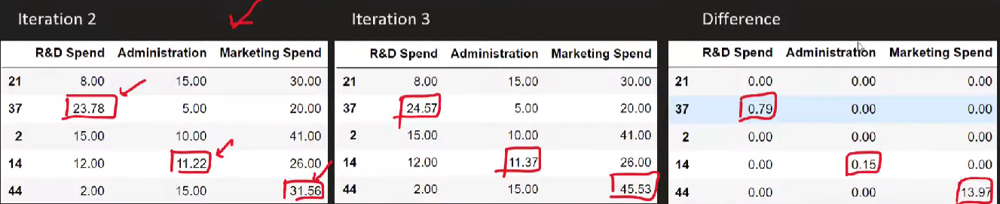 Iteration 2
R&D Spend Administration Marketing Spend
21 8.00 15.00 30.00
37 23.78 5.00 20.00
2 15.00 10.00 41.00
14 12.00 11.22 26.00
44 2.00 15.00 31.56
Iteration 3
R&D Spend Administration Marketing Spend
21 8.00 15.00 30.00
37 24.57 5.00 20.00
2 15.00 10.00 41.00
14 12.00 11.37 26.00
44 2.00 15.00 45.53
Difference
R&D Spend Administration Marketing Spend
21 0.00 0.00 0.00
37 0.79 0.00 0.00
2 0.00 0.00 0.00
14 0.00 0.15 0.00
44 0.00 0.00 13.97